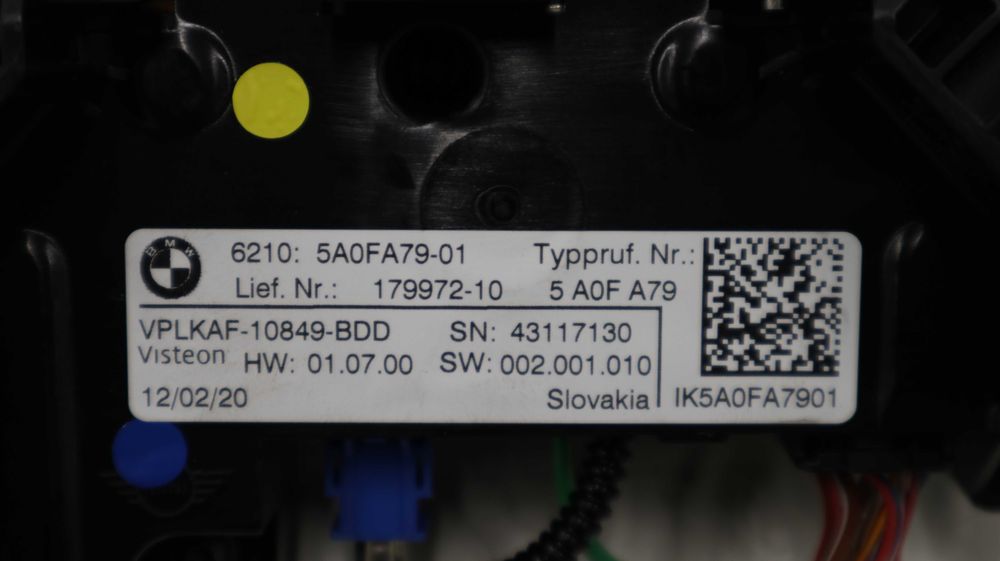 BMW
6210: 5A0FA79-01 Typpruf. Nr.:
Lief. Nr.: 179972-10 5 A0F A79
VPLKAF-10849-BDD SN: 43117130
Visteon HW: 01.07.00 SW: 002.001.010
12/02/20 Slovakia IK5A0FA7901